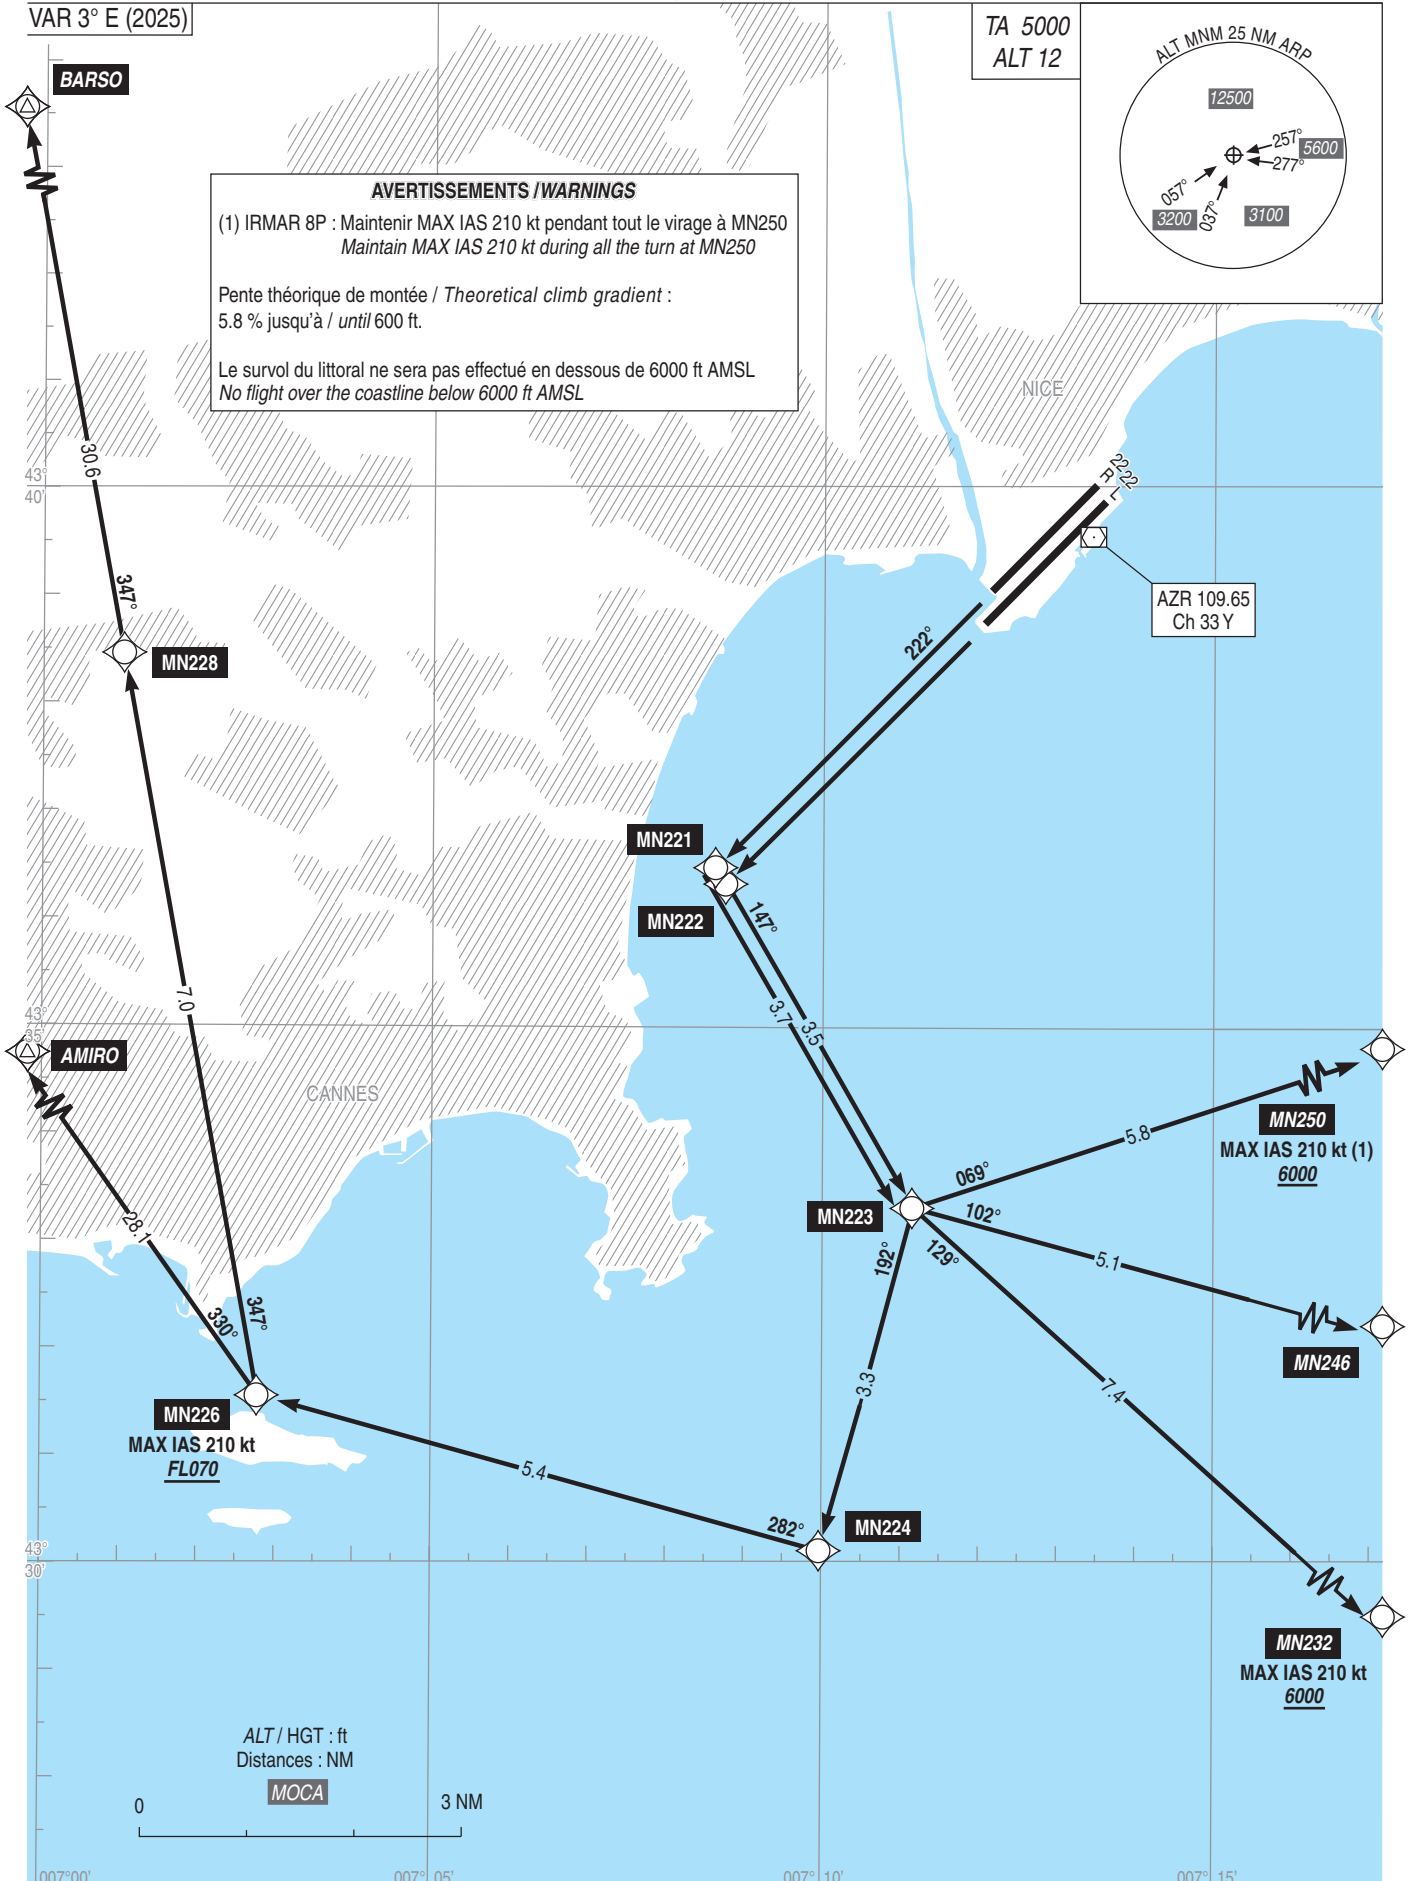 VAR 3° E (2025)
TA 5000
ALT 12
ALT MNM 25 NM ARP
12500
257°
5600
277°
057°
3200
037°
3100
BARSO
AVERTISSEMENTS / WARNINGS
(1) IRMAR 8P : Maintenir MAX IAS 210 kt pendant tout le virage à MN250
Maintain MAX IAS 210 kt during all the turn at MN250
Pente théorique de montée / Theoretical climb gradient :
5.8 % jusqu'à / until 600 ft.
Le survol du littoral ne sera pas effectué en dessous de 6000 ft AMSL
No flight over the coastline below 6000 ft AMSL
NICE
30.6
43°
40'
22
R
22
L
AZR 109.65
Ch 33 Y
347°
222°
MN228
MN221
MN222
147°
7.0
3.7
3.5
43°
35'
AMIRO
CANNES
MN250
MAX IAS 210 kt (1)
6000
5.8
069°
MN223
102°
192°
129°
5.1
28.1
330°
347°
MN246
3.3
7.4
MN226
MAX IAS 210 kt
FL070
5.4
282°
MN224
43°
30'
MN232
MAX IAS 210 kt
6000
ALT / HGT : ft
Distances : NM
MOCA
0
3 NM
007°00'
007° 05'
007° 10'
007° 15'